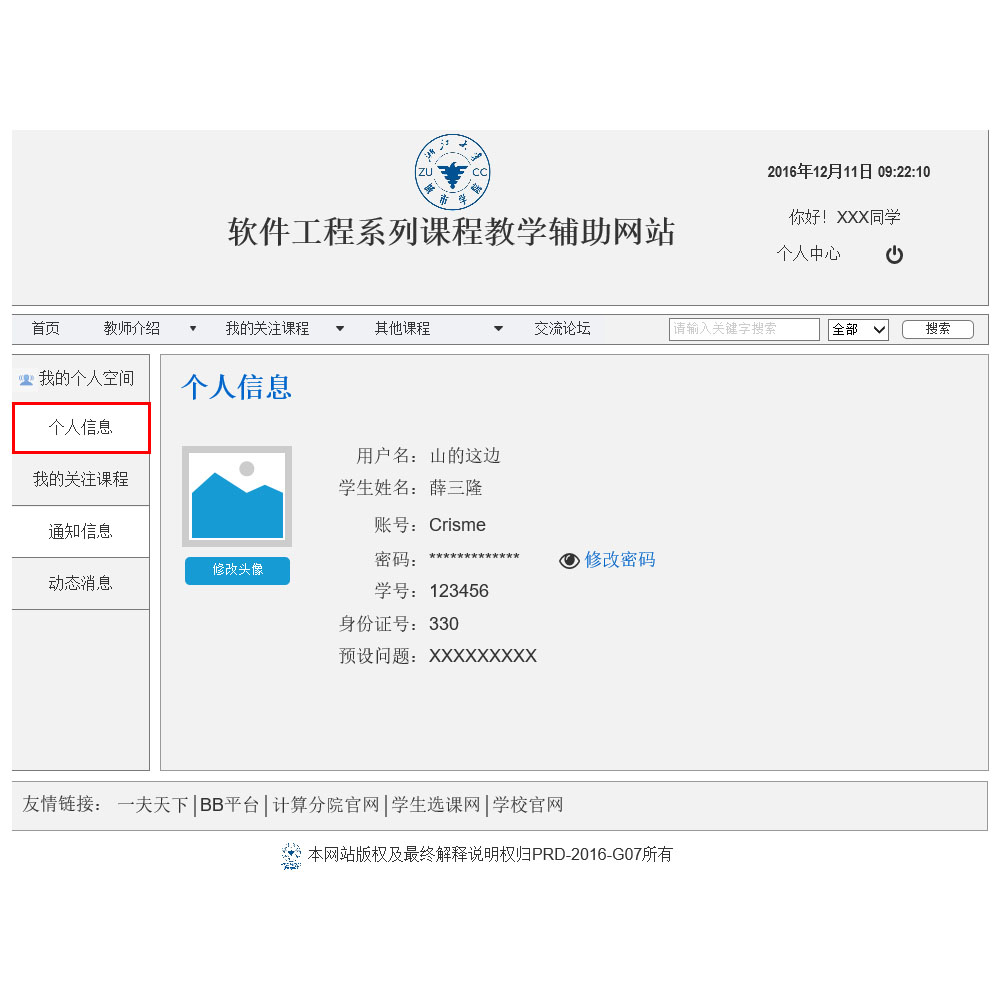 浙江大学
ZU CC
城市学院
软件工程系列课程教学辅助网站
2016年12月11日 09:22:10
你好！XXX同学
个人中心
首页 教师介绍 我的关注课程 其他课程 交流论坛 请输入关键字搜索 全部 搜索
我的个人空间
个人信息
我的关注课程
通知信息
动态消息
个人信息
修改头像
用户名： 山的这边
学生姓名： 薛三隆
账号： Crisme
密码： ************* 修改密码
学号： 123456
身份证号： 330
预设问题： XXXXXXXXX
友情链接： 一夫天下|BB平台|计算分院官网|学生选课网|学校官网
本网站版权及最终解释说明权归PRD-2016-G07所有